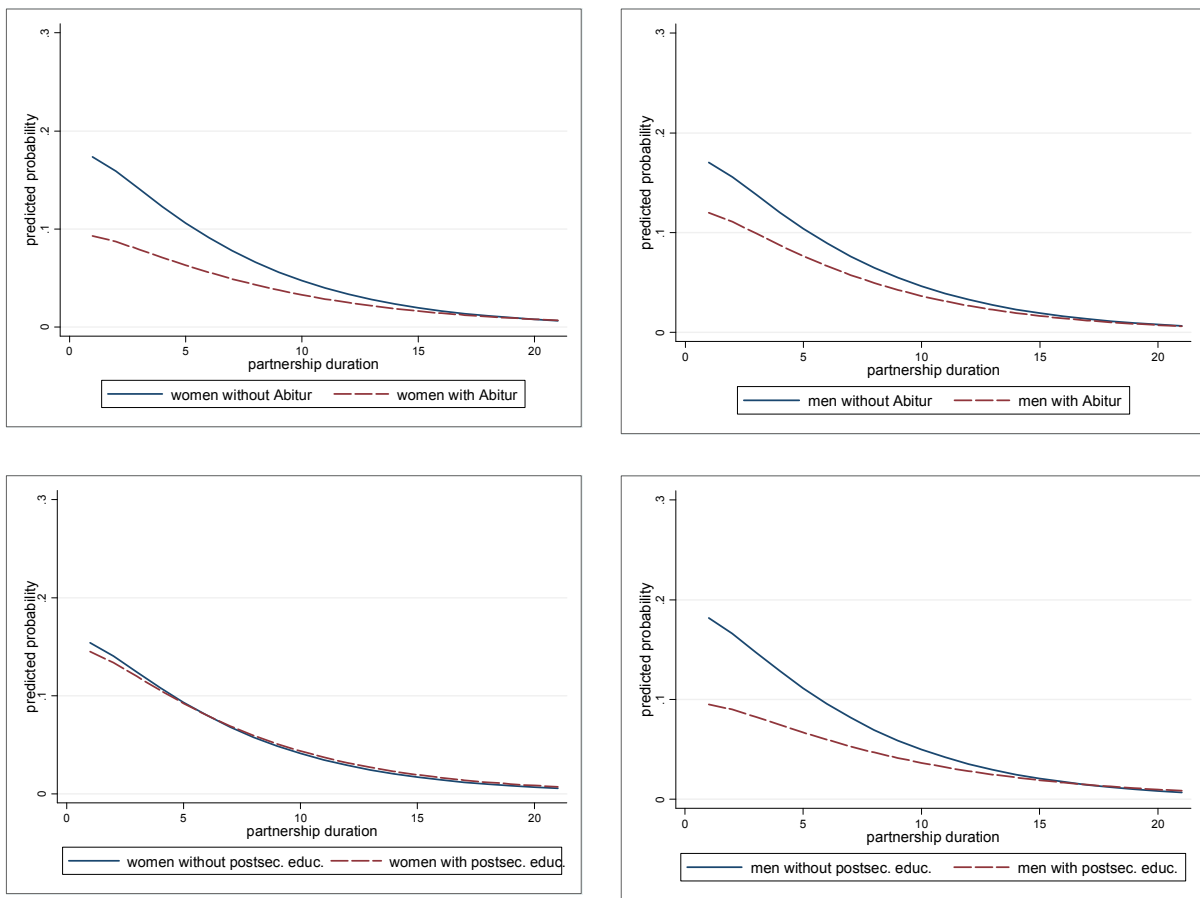 .3
.2
.1
0
predicted probability
0 5 10 15 20
partnership duration
women without Abitur women with Abitur
.3
.2
.1
0
predicted probability
0 5 10 15 20
partnership duration
men without Abitur men with Abitur
.3
.2
.1
0
predicted probability
0 5 10 15 20
partnership duration
women without postsec. educ. women with postsec. educ.
.3
.2
.1
0
predicted probability
0 5 10 15 20
partnership duration
men without postsec. educ. men with postsec. educ.